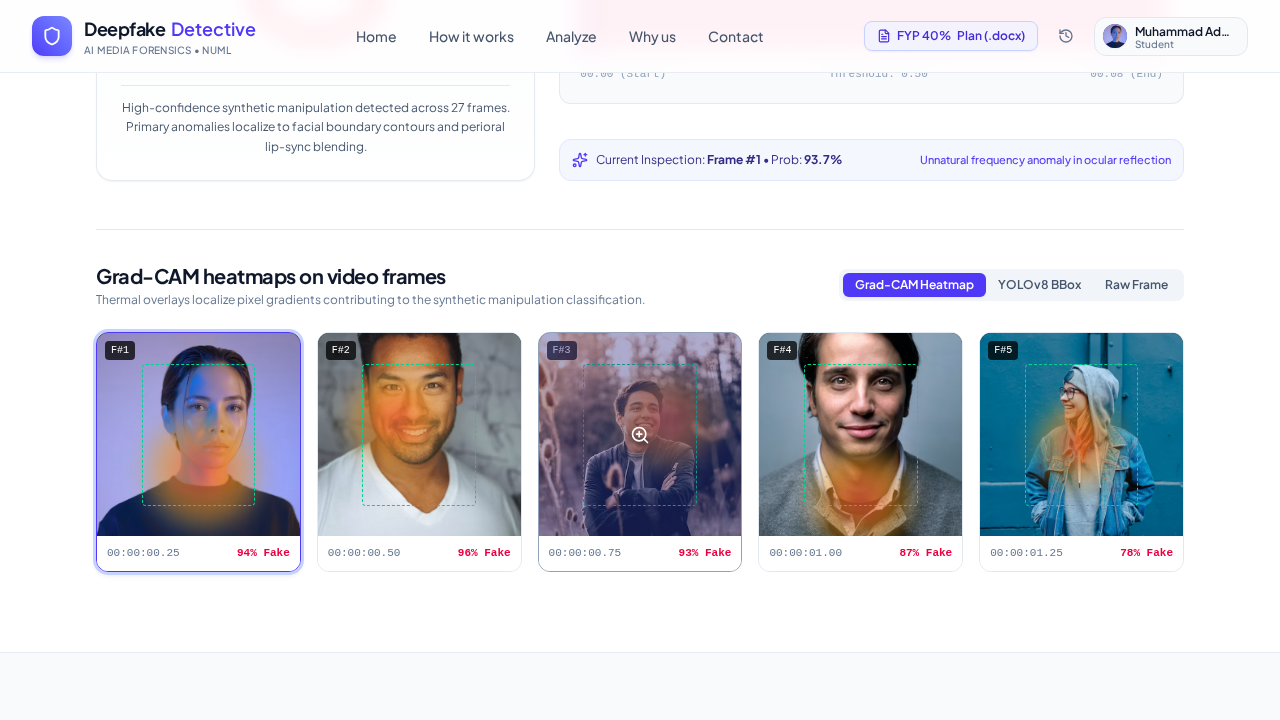 Deepfake Detective
AI MEDIA FORENSICS • NUML
Home
How it works
Analyze
Why us
Contact
FYP 40% Plan (.docx)
Muhammad Ad...
Student
00:00 (Start)
Threshold: 0.50
00:08 (End)
High-confidence synthetic manipulation detected across 27 frames.
Primary anomalies localize to facial boundary contours and perioral
lip-sync blending.
Current Inspection: Frame #1 • Prob: 93.7%
Unnatural frequency anomaly in ocular reflection
Grad-CAM heatmaps on video frames
Thermal overlays localize pixel gradients contributing to the synthetic manipulation classification.
Grad-CAM Heatmap
YOLOv8 BBox
Raw Frame
F#1
F#2
F#3
F#4
F#5
00:00:00.25
94% Fake
00:00:00.50
96% Fake
00:00:00.75
93% Fake
00:00:01.00
87% Fake
00:00:01.25
78% Fake